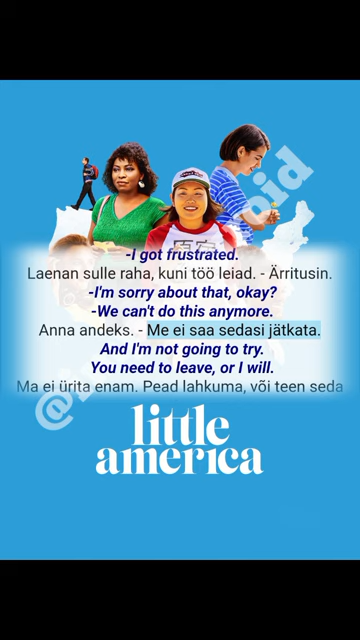 -I got frustrated.
Laenan sulle raha, kuni töö leiad. - Ärritusin.
-I'm sorry about that, okay?
-We can't do this anymore.
Anna andeks. - Me ei saa sedasi jätkata.
And I'm not going to try.
You need to leave, or I will.
Ma ei ürita enam. Pead lahkuma, või teen seda
little
america